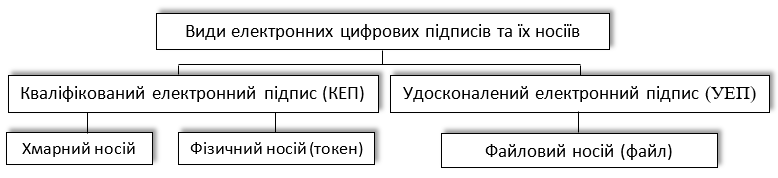 Види електронних цифрових підписів та їх носіїв
Кваліфікований електронний підпис (КЕП)
Удосконалений електронний підпис (УЕП)
Хмарний носій
Фізичний носій (токен)
Файловий носій (файл)